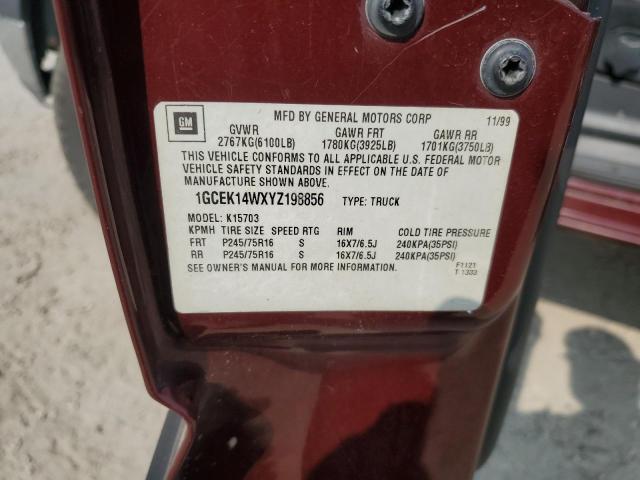 GM
MFD BY GENERAL MOTORS CORP 11/99
GVWR GAWR FRT GAWR RR
2767KG(6100LB) 1780KG(3925LB) 1701KG(3750LB)
THIS VEHICLE CONFORMS TO ALL APPLICABLE U.S. FEDERAL MOTOR
VEHICLE SAFETY STANDARDS IN EFFECT ON THE DATE OF
MANUFACTURE SHOWN ABOVE.
1GCEK14WXYZ198856 TYPE: TRUCK
MODEL: K15703
KPMH TIRE SIZE SPEED RTG RIM COLD TIRE PRESSURE
FRT P245/75R16 S 16X7/6.5J 240KPA(35PSI)
RR P245/75R16 S 16X7/6.5J 240KPA(35PSI)
SEE OWNER'S MANUAL FOR MORE INFORMATION.
F1121
T 1333